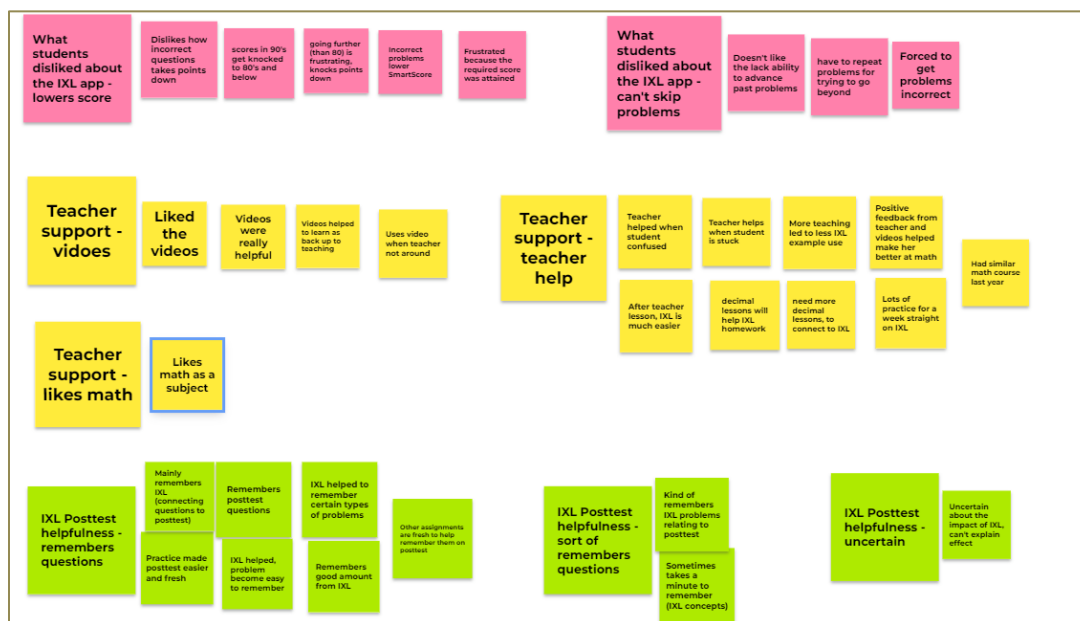 What
students
disliked about
the IXL app -
lowers score
Dislikes how
incorrect
questions
takes points
down
scores in 90's
get knocked
to 80's and
below
going further
(than 80) is
frustrating,
knocks points
down
Incorrect
problems
lower
SmartScore
Frustrated
because the
required score
was attained
What
students
disliked about
the IXL app -
can't skip
problems
Doesn't like
the lack ability
to advance
past problems
have to repeat
problems for
trying to go
beyond
Forced to
get
problems
incorrect
Teacher
support -
vidoes
Liked
the
videos
Videos
were
really
helpful
Videos helped
to learn as
back up to
teaching
Uses video
when teacher
not around
Teacher
support -
teacher
help
Teacher
helped when
student
confused
Teacher helps
when student
is stuck
More teaching
led to less IXL
example use
Positive
feedback from
teacher and
videos helped
make her
better at math
Had similar
math course
last year
After teacher
lesson, IXL is
much easier
decimal
lessons will
help IXL
homework
need more
decimal
lessons, to
connect to IXL
Lots of
practice for a
week straight
on IXL
Teacher
support -
likes math
Likes
math as a
subject
IXL Posttest
helpfulness -
remembers
questions
Mainly
remembers
IXL
(connecting
questions to
posttest)
Remembers
posttest
questions
IXL helped to
remember
certain types
of problems
Other assignments
are fresh to help
remember them on
posttest
Practice made
posttest easier
and fresh
IXL helped,
problem
become easy
to remember
Remembers
good amount
from IXL
IXL Posttest
helpfulness -
sort of
remembers
questions
Kind of
remembers
IXL problems
relating to
posttest
Sometimes
takes a
minute to
remember
(IXL concepts)
IXL Posttest
helpfulness -
uncertain
Uncertain
about the
impact of IXL,
can't explain
effect